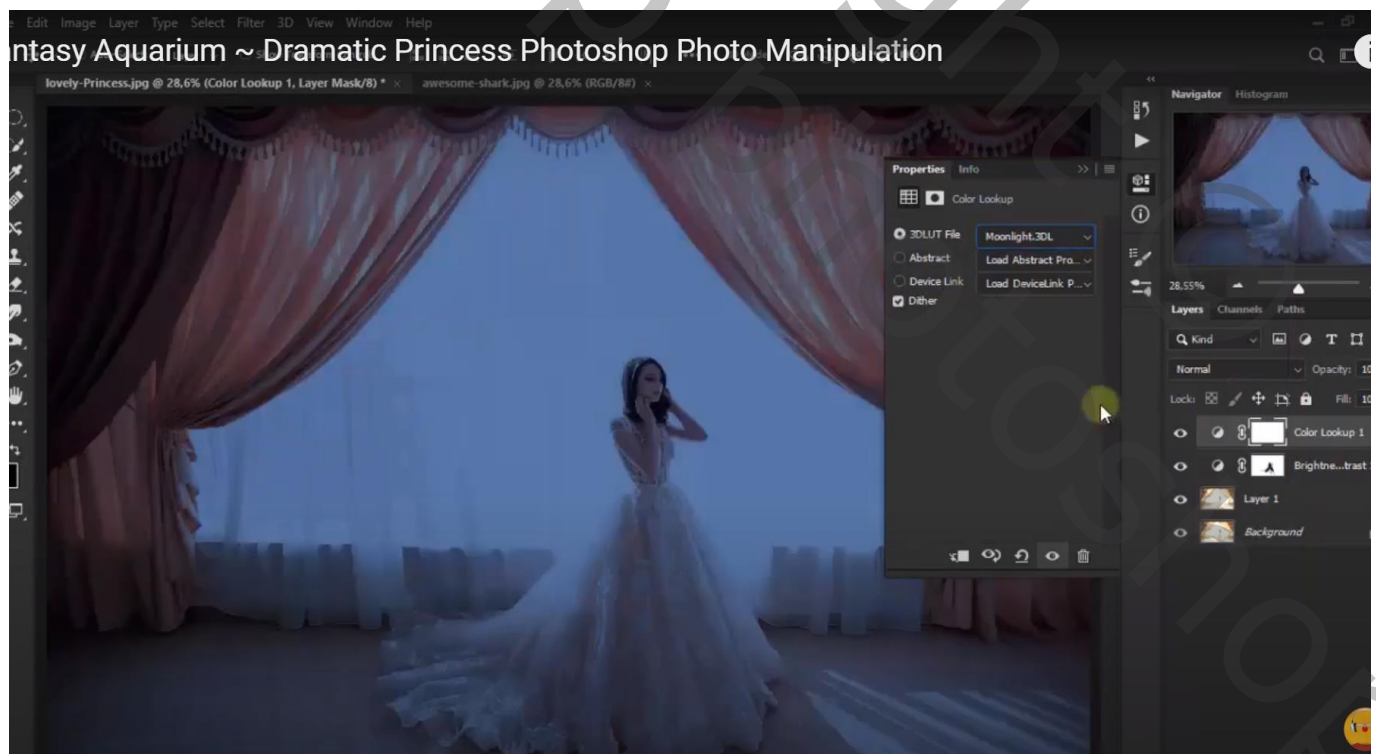 Edit Image Layer Type Select Filter 3D View Window Help
ntasy Aquarium ~ Dramatic Princess Photoshop Photo Manipulation
lovely-Princess.jpg @ 28,6% (Color Lookup 1, Layer Mask/8) * × awesome-shark.jpg @ 28,6% (RGB/8#) ×
Navigator Histogram
Properties Info
Color Lookup
3DLUT File Moonlight.3DL
Abstract Load Abstract Pro...
Device Link Load DeviceLink P...
Dither
28,55%
Layers Channels Paths
Kind
Normal Opacity: 10
Lock: Fill: 10
Color Lookup 1
Brightne...trast
Layer 1
Background